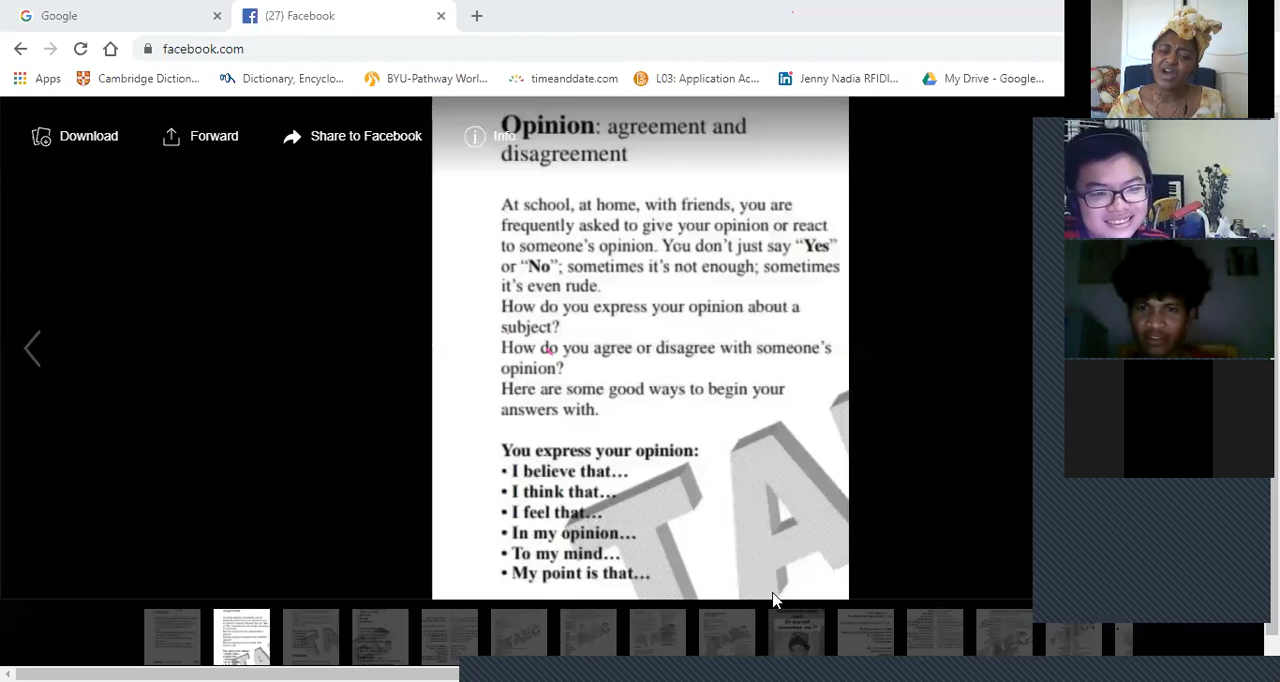 Google
(27) Facebook
facebook.com
Apps
Cambridge Diction...
Dictionary, Encyclo...
BYU-Pathway Worl...
timeanddate.com
L03: Application Ac...
Jenny Nadia RFIDI...
My Drive - Google...
Download
Forward
Share to Facebook
Info
Opinion: agreement and
disagreement
At school, at home, with friends, you are
frequently asked to give your opinion or react
to someone's opinion. You don't just say "Yes"
or "No"; sometimes it's not enough; sometimes
it's even rude.
How do you express your opinion about a
subject?
How do you agree or disagree with someone's
opinion?
Here are some good ways to begin your
answers with.
You express your opinion:
• I believe that...
• I think that...
• I feel that...
• In my opinion...
• To my mind...
• My point is that...